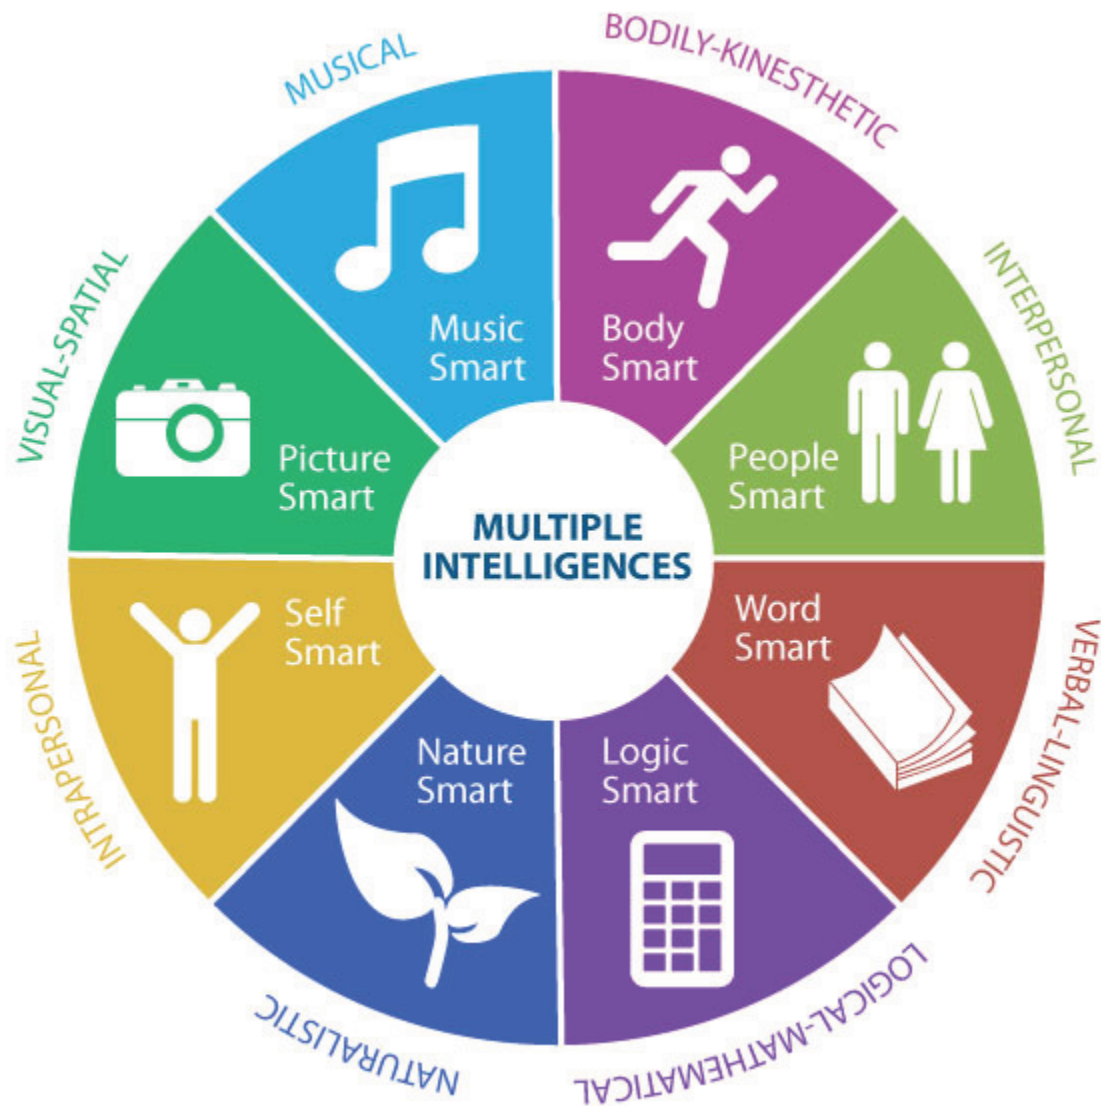 MUSICAL
BODILY-KINESTHETIC
INTERPERSONAL
VERBAL-LINGUISTIC
LOGICAL-MATHEMATICAL
NATURALISTIC
INTRAPERSONAL
VISUAL-SPATIAL
Music
Smart
Body
Smart
People
Smart
Word
Smart
Logic
Smart
Nature
Smart
Self
Smart
Picture
Smart
MULTIPLE
INTELLIGENCES